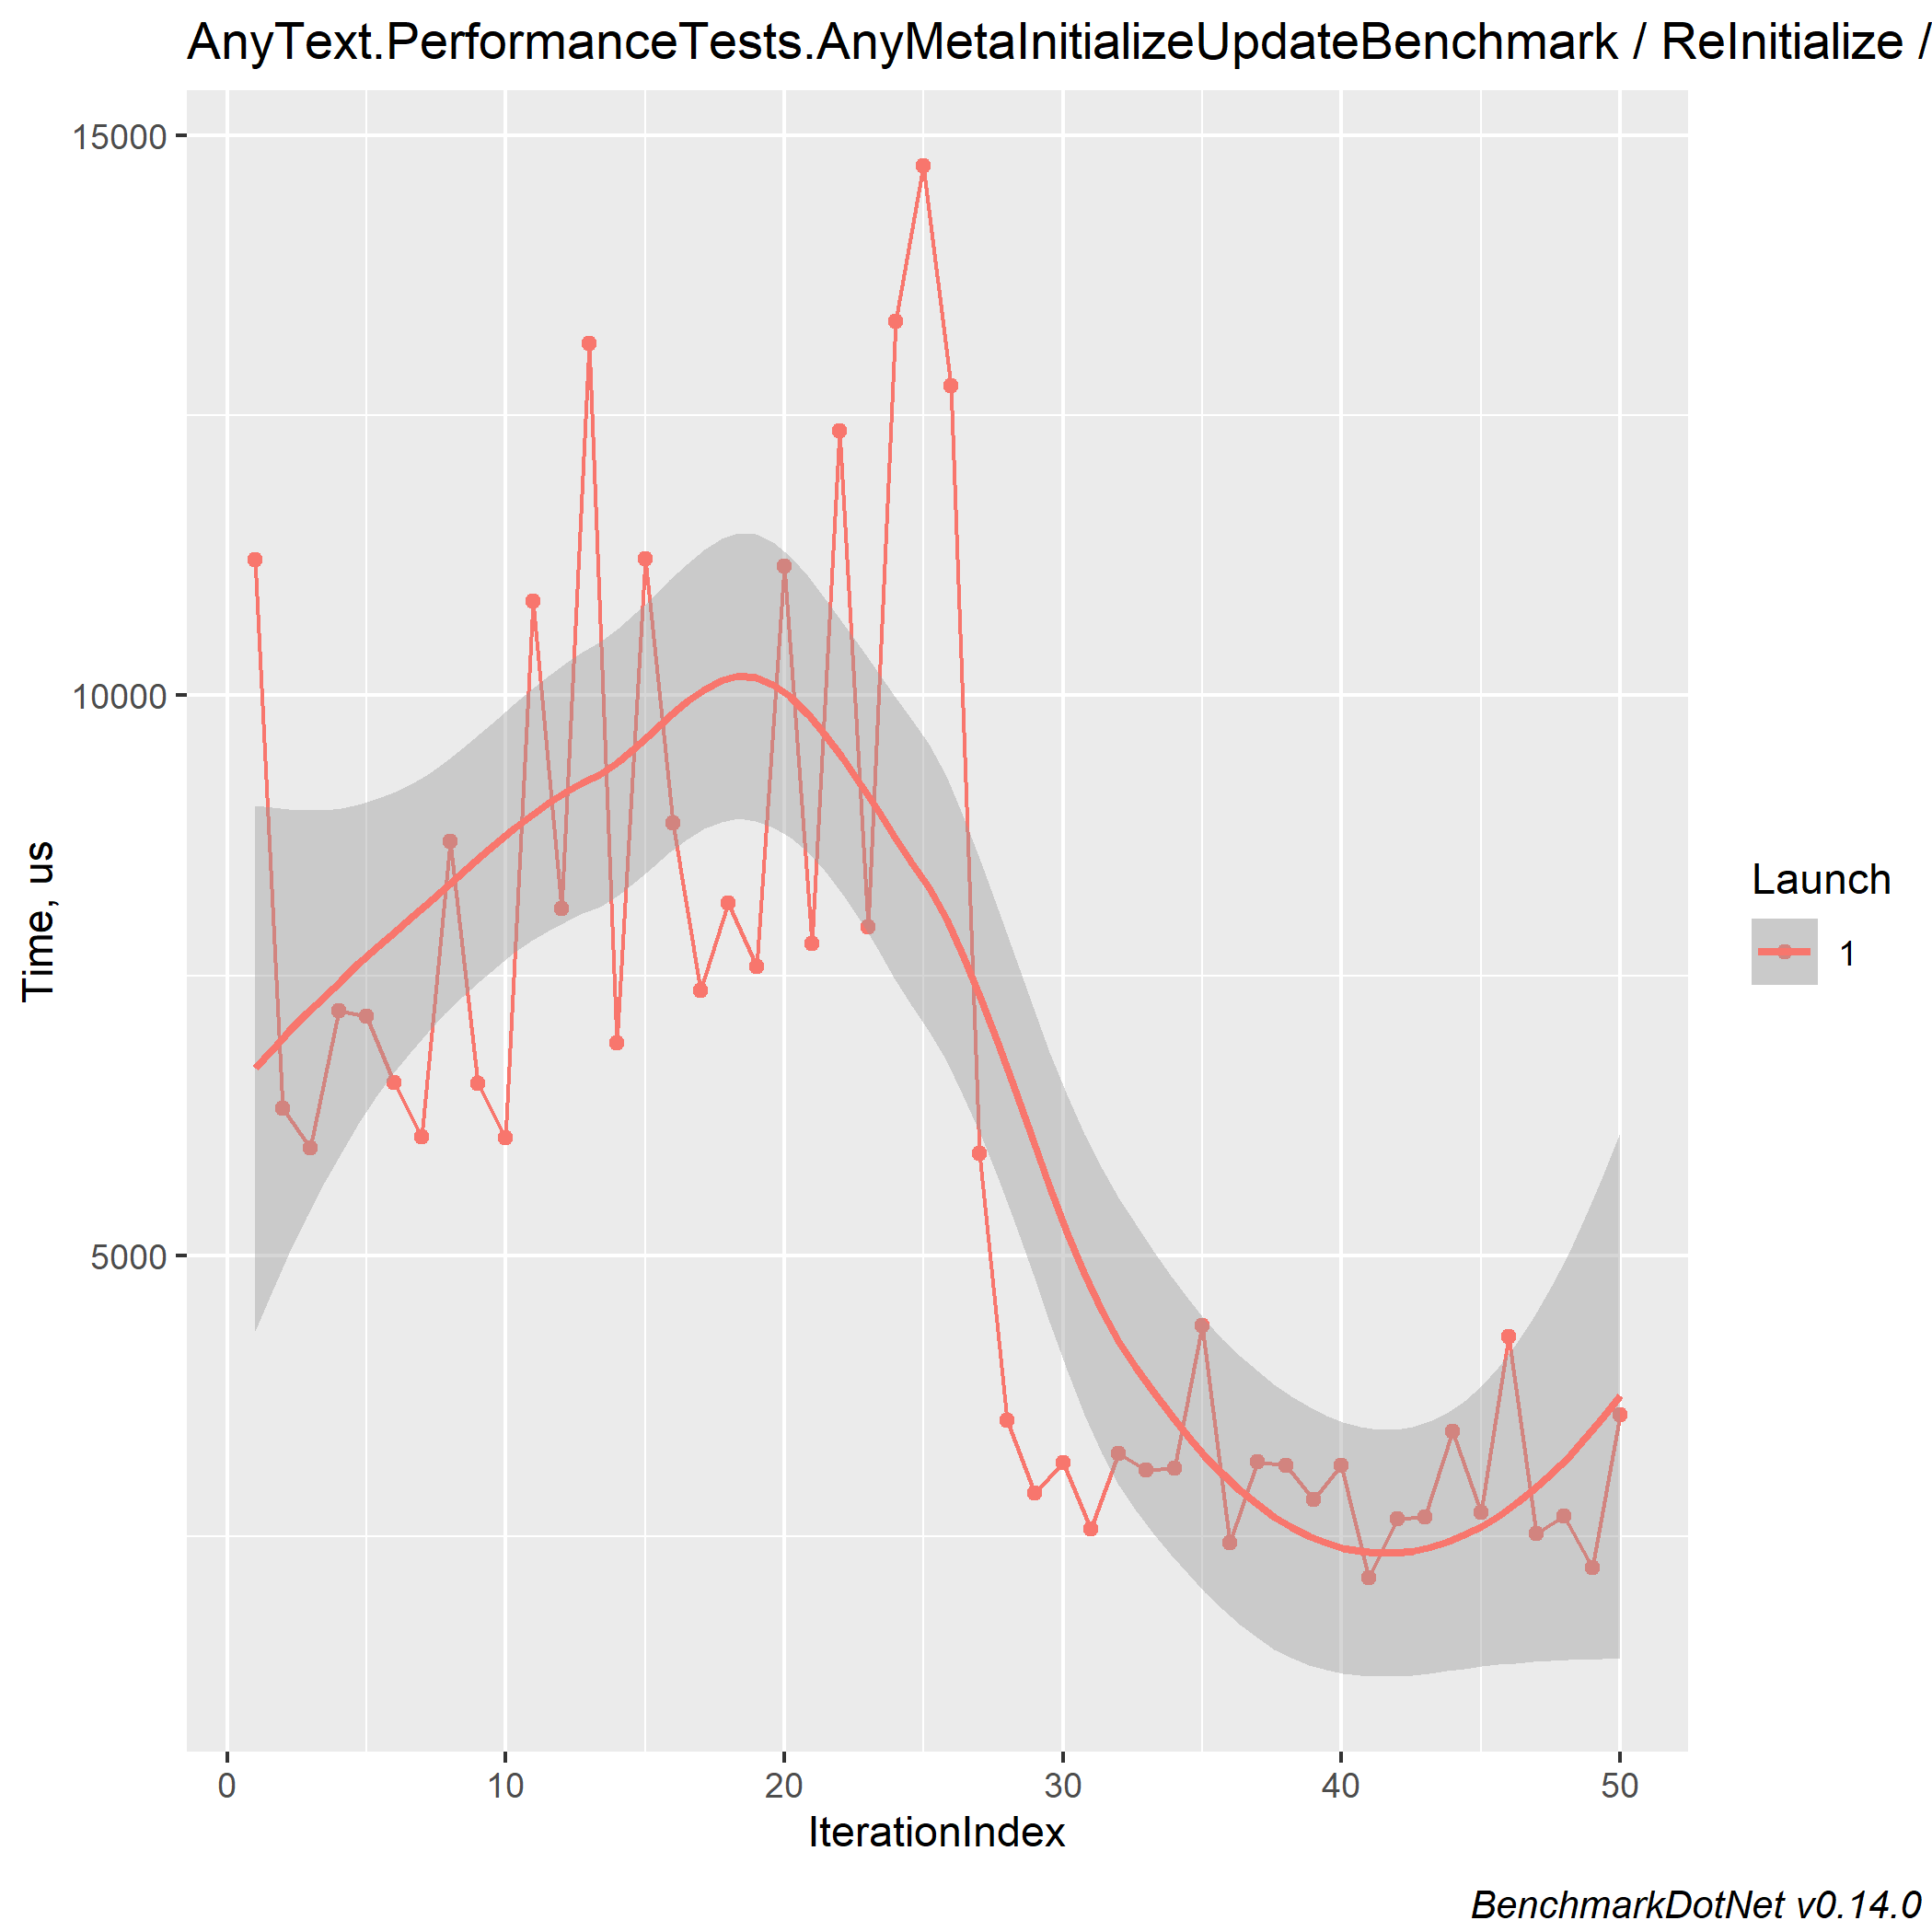 AnyText.PerformanceTests.AnyMetaInitializeUpdateBenchmark / ReInitialize /
15000
10000
5000
Time, us
0 10 20 30 40 50
IterationIndex
Launch
1
BenchmarkDotNet v0.14.0